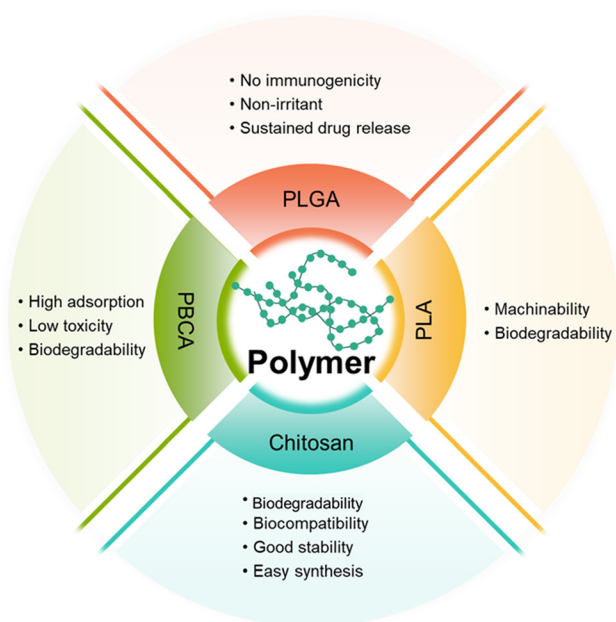 • No immunogenicity
• Non-irritant
• Sustained drug release
PLGA
• High adsorption
• Low toxicity
• Biodegradability
PBCA
Polymer
PLA
• Machinability
• Biodegradability
Chitosan
• Biodegradability
• Biocompatibility
• Good stability
• Easy synthesis